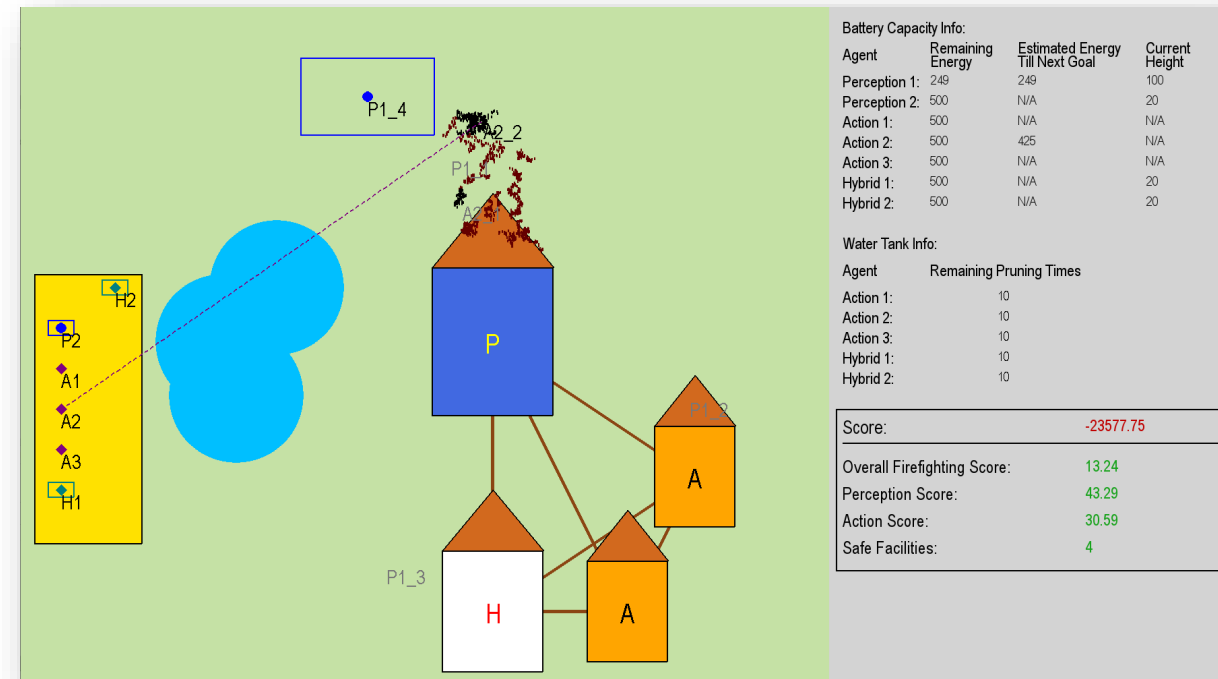 P1_4
A2_2
P1_1
A2_1
H2
P2
A1
A2
A3
H1
P
P1_2
A
P1_3
H
A
Battery Capacity Info:
Agent Remaining Energy Estimated Energy Till Next Goal Current Height
Perception 1: 249 249 100
Perception 2: 500 N/A 20
Action 1: 500 N/A N/A
Action 2: 500 425 N/A
Action 3: 500 N/A N/A
Hybrid 1: 500 N/A 20
Hybrid 2: 500 N/A 20
Water Tank Info:
Agent Remaining Pruning Times
Action 1: 10
Action 2: 10
Action 3: 10
Hybrid 1: 10
Hybrid 2: 10
Score: -23577.75
Overall Firefighting Score: 13.24
Perception Score: 43.29
Action Score: 30.59
Safe Facilities: 4